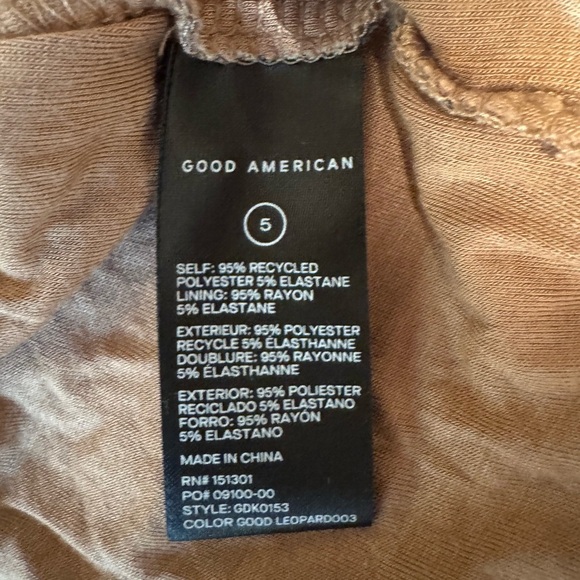 GOOD AMERICAN
5
SELF: 95% RECYCLED
POLYESTER 5% ELASTANE
LINING: 95% RAYON
5% ELASTANE
EXTERIEUR: 95% POLYESTER
RECYCLE 5% ÉLASTHANNE
DOUBLURE: 95% RAYONNE
5% ÉLASTHANNE
EXTERIOR: 95% POLIESTER
RECICLADO 5% ELASTANO
FORRO: 95% RAYON
5% ELASTANO
MADE IN CHINA
RN# 151301
PO# 09100-00
STYLE: GDK0153
COLOR GOOD LEOPARD003